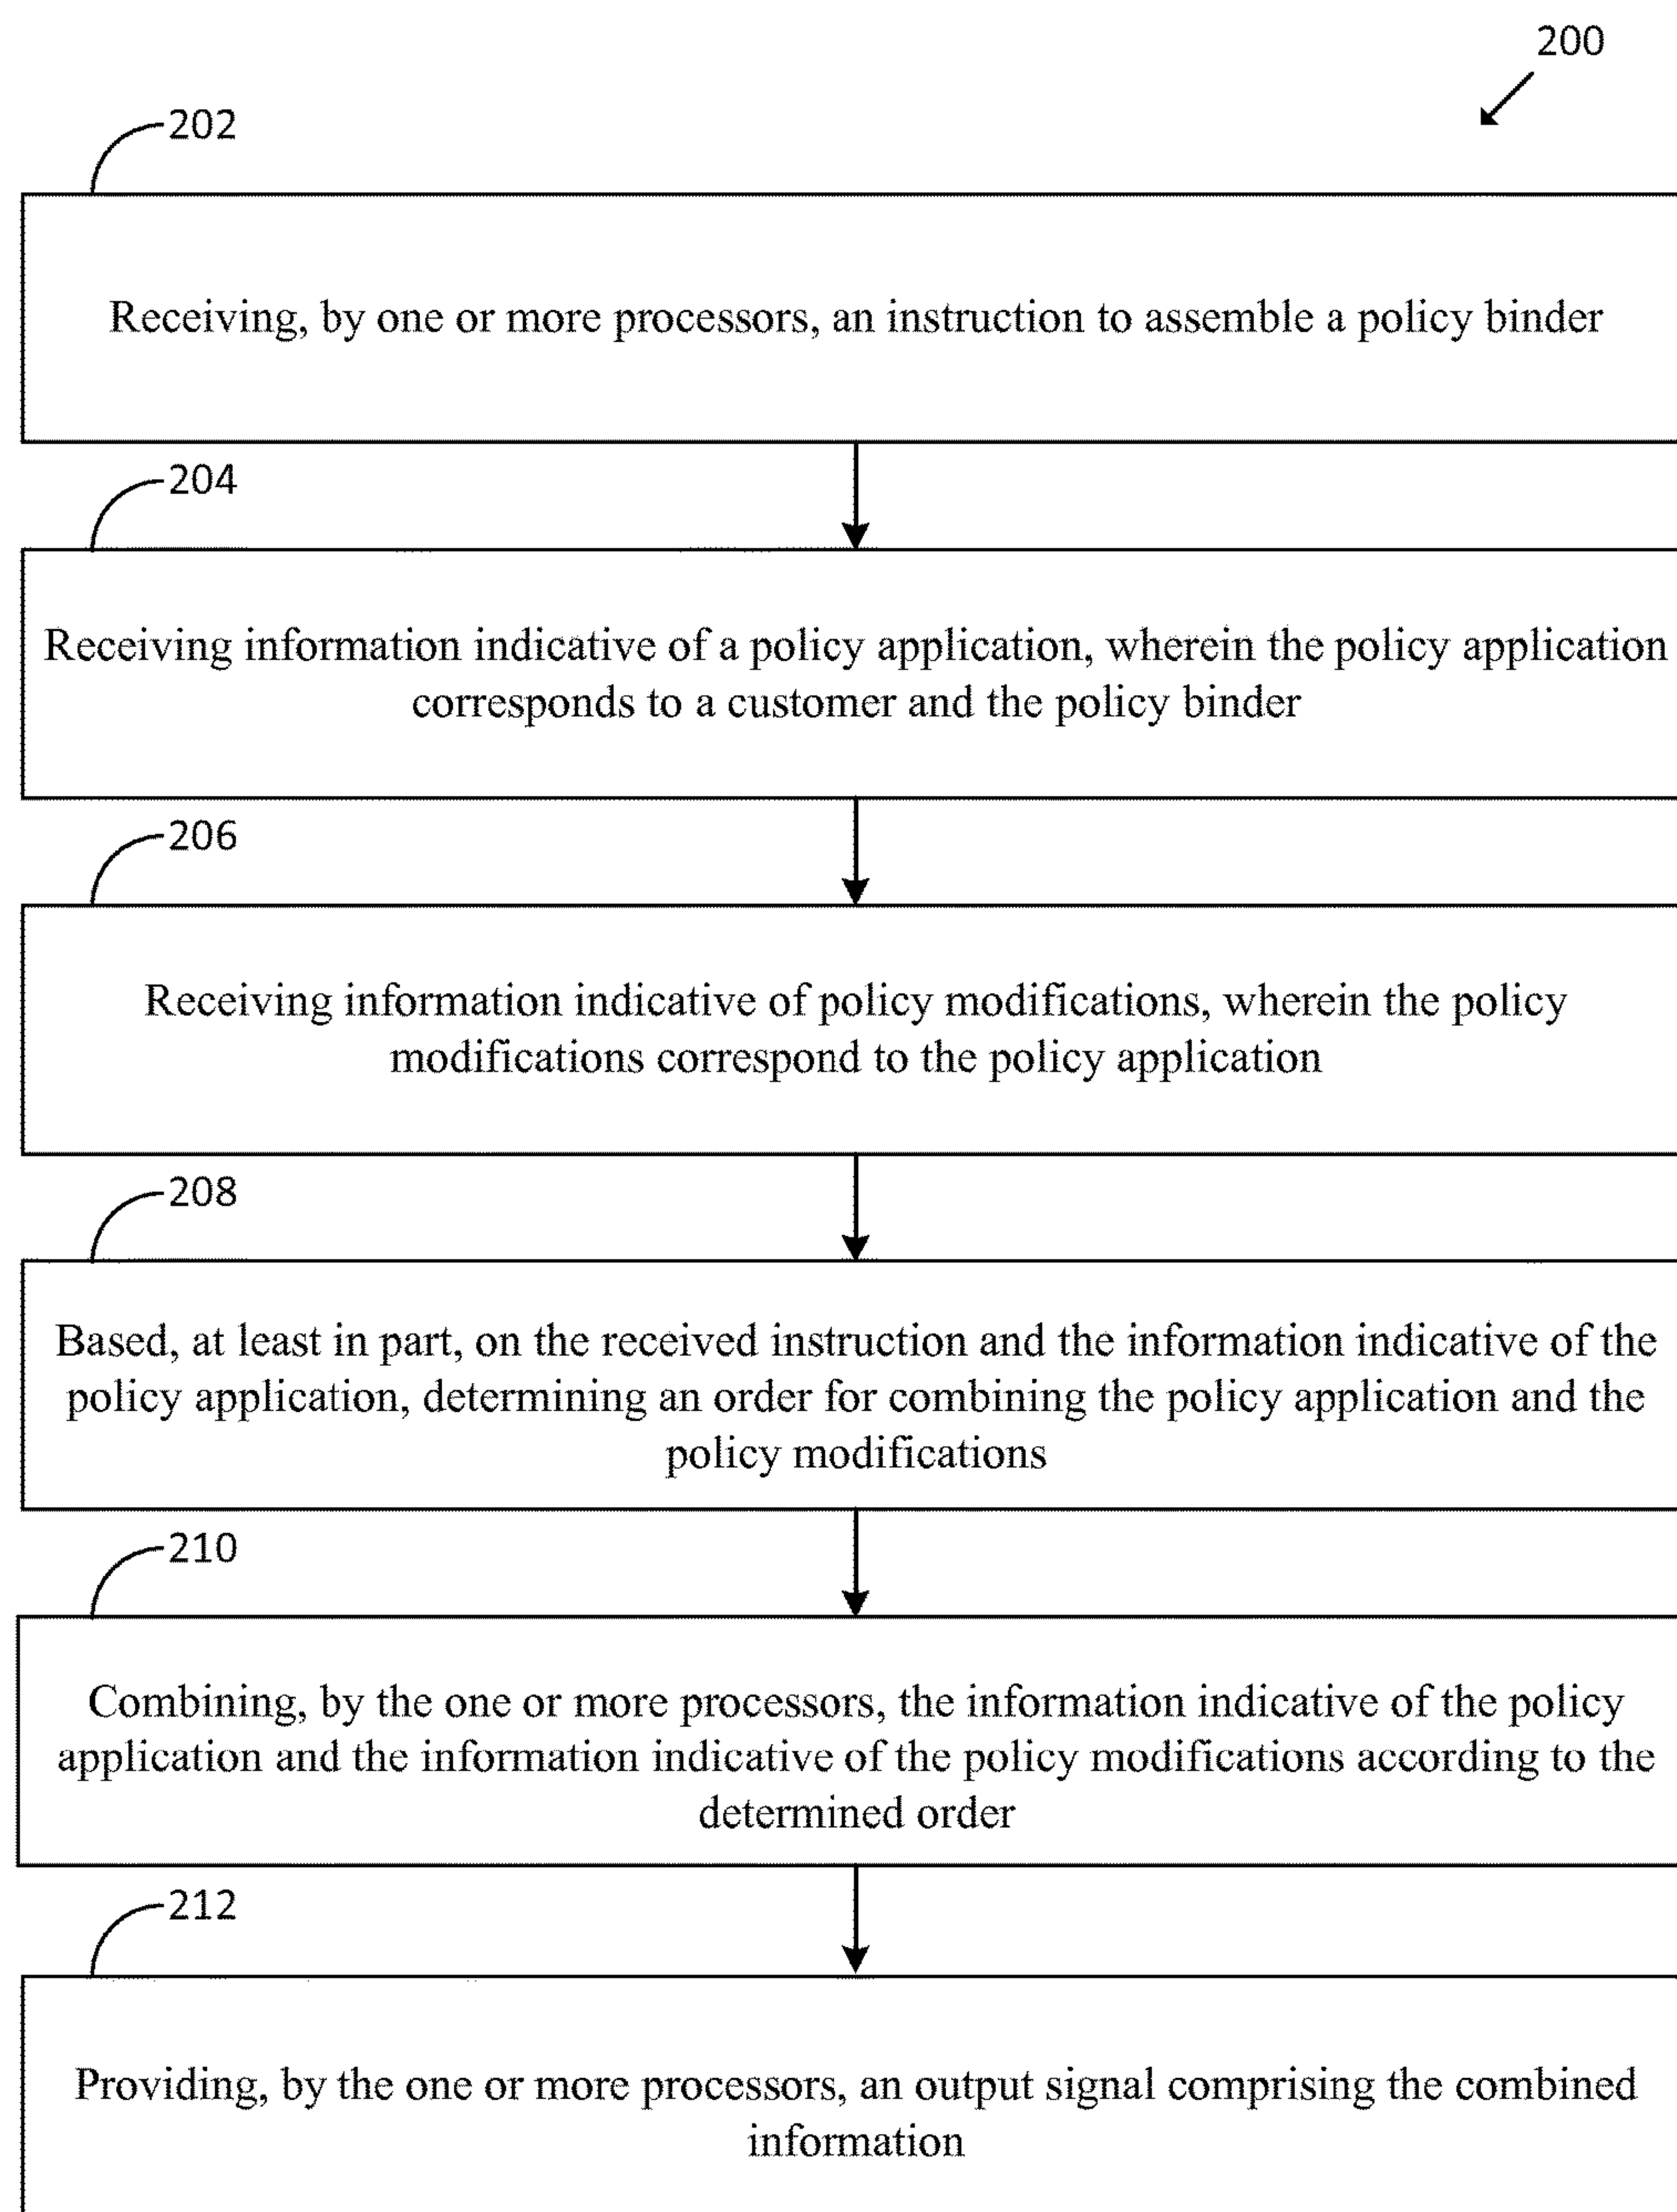 200
202
Receiving, by one or more processors, an instruction to assemble a policy binder
204
Receiving information indicative of a policy application, wherein the policy application
corresponds to a customer and the policy binder
206
Receiving information indicative of policy modifications, wherein the policy
modifications correspond to the policy application
208
Based, at least in part, on the received instruction and the information indicative of the
policy application, determining an order for combining the policy application and the
policy modifications
210
Combining, by the one or more processors, the information indicative of the policy
application and the information indicative of the policy modifications according to the
determined order
212
Providing, by the one or more processors, an output signal comprising the combined
information